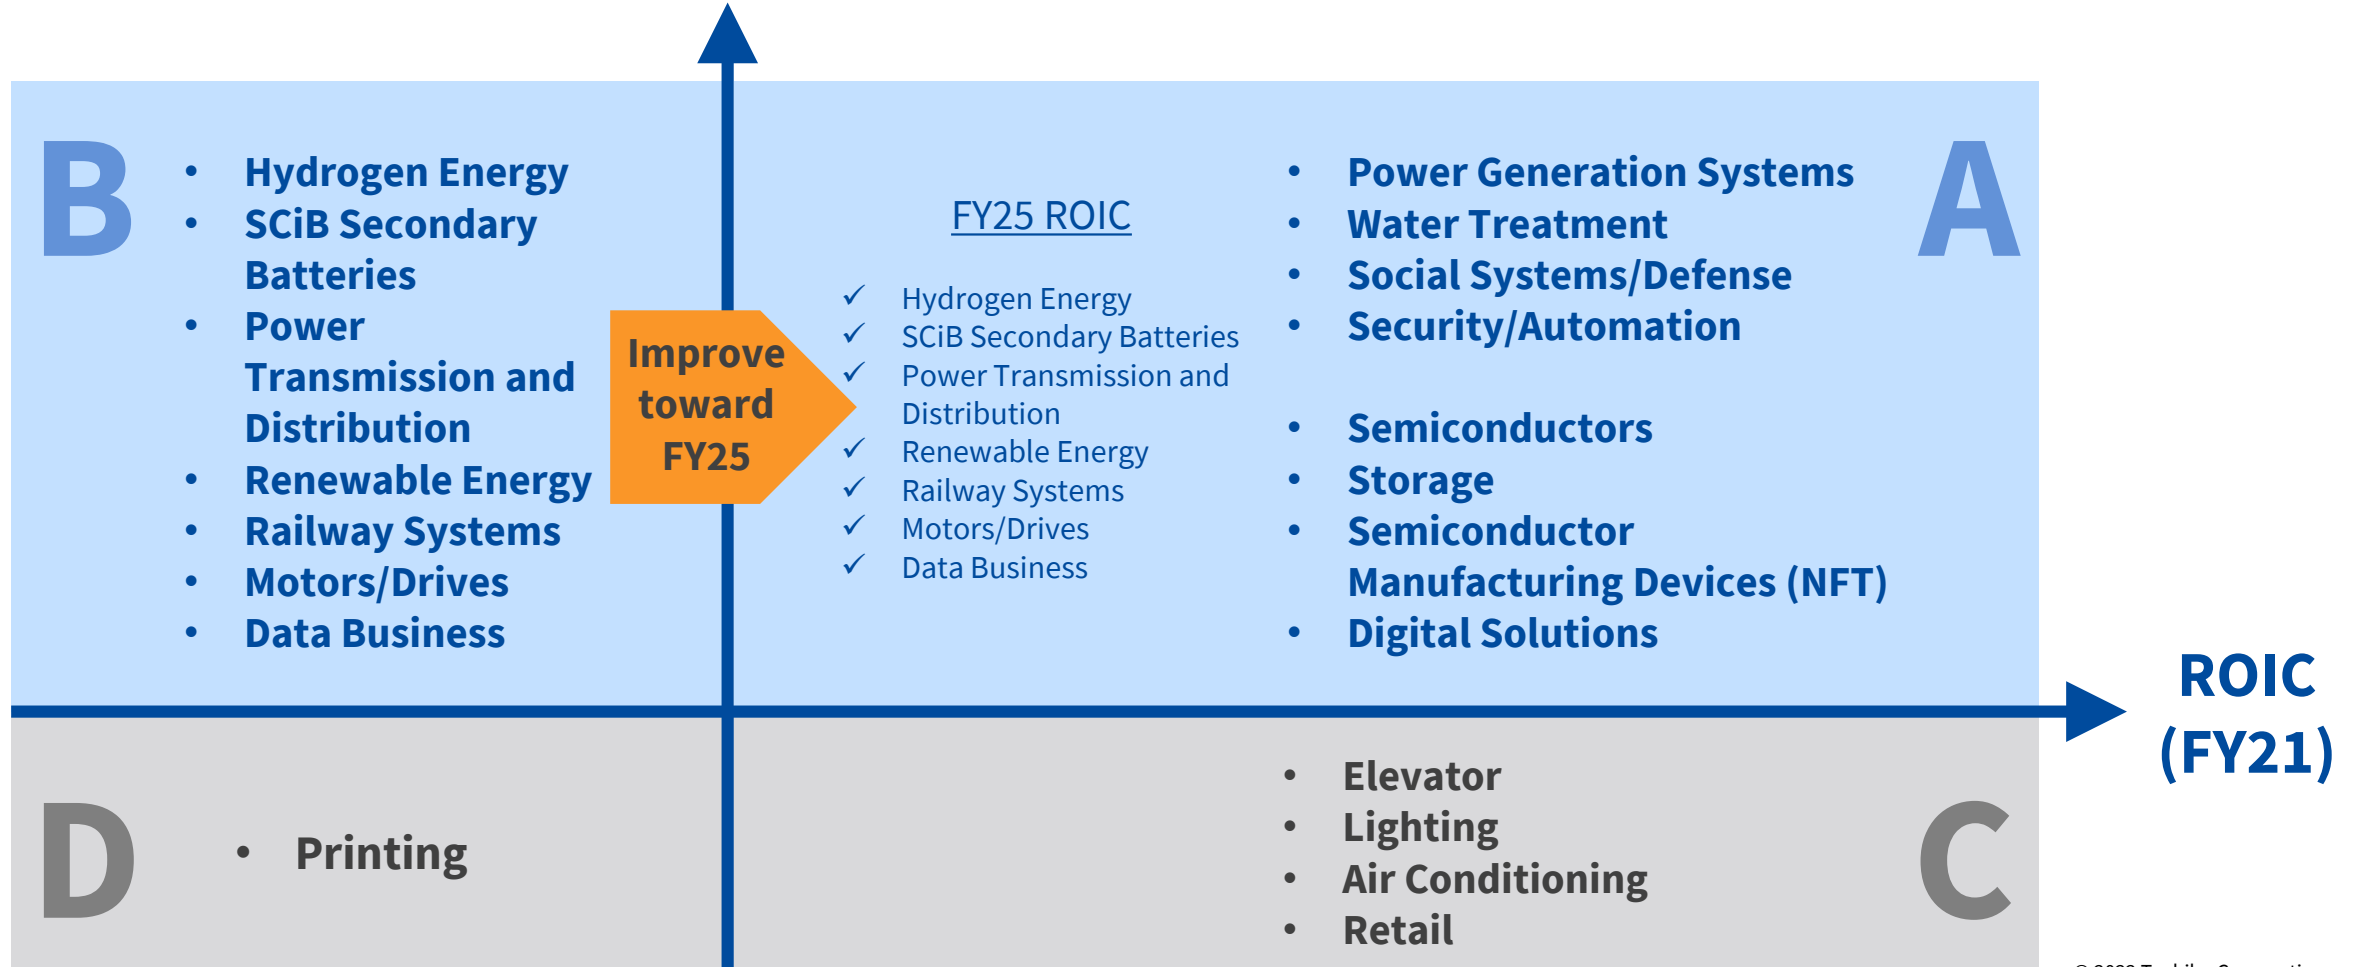 B
• Hydrogen Energy
• SCiB Secondary
Batteries
• Power
Transmission and
Distribution
• Renewable Energy
• Railway Systems
• Motors/Drives
• Data Business
Improve
toward
FY25
FY25 ROIC
✓ Hydrogen Energy
✓ SCiB Secondary Batteries
✓ Power Transmission and
Distribution
✓ Renewable Energy
✓ Railway Systems
✓ Motors/Drives
✓ Data Business
• Power Generation Systems
• Water Treatment
• Social Systems/Defense
• Security/Automation
• Semiconductors
• Storage
• Semiconductor
Manufacturing Devices (NFT)
• Digital Solutions
A
ROIC
(FY21)
D
• Printing
• Elevator
• Lighting
• Air Conditioning
• Retail
C